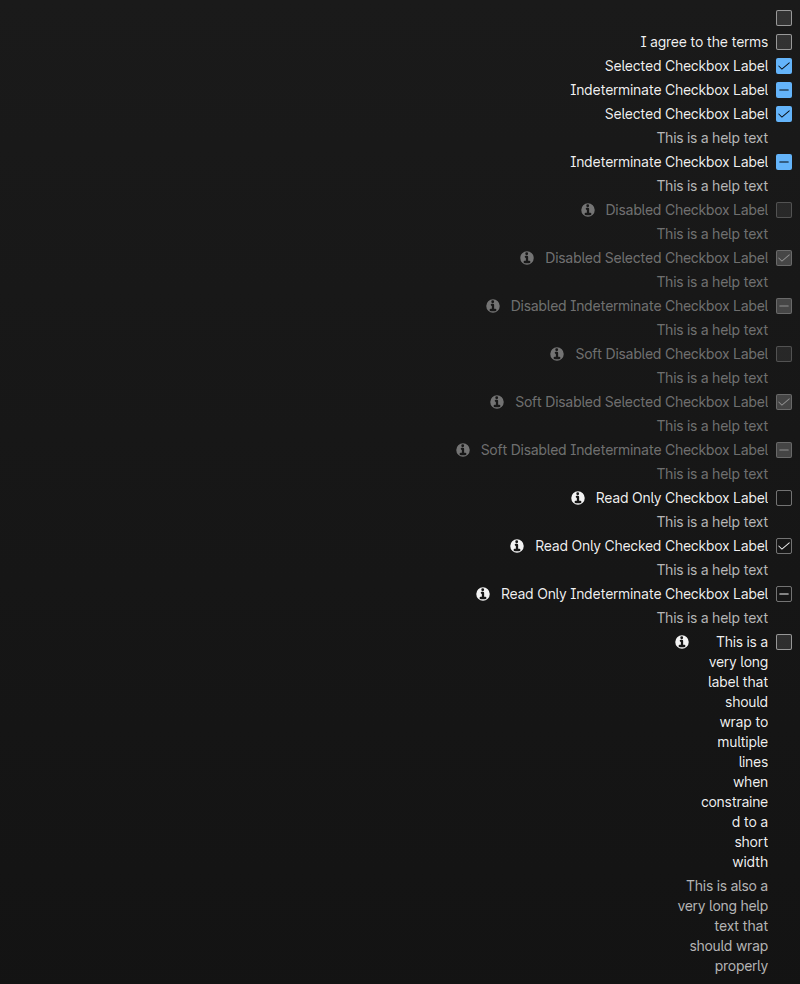 I agree to the terms
Selected Checkbox Label
Indeterminate Checkbox Label
Selected Checkbox Label
This is a help text
Indeterminate Checkbox Label
This is a help text
Disabled Checkbox Label
This is a help text
Disabled Selected Checkbox Label
This is a help text
Disabled Indeterminate Checkbox Label
This is a help text
Soft Disabled Checkbox Label
This is a help text
Soft Disabled Selected Checkbox Label
This is a help text
Soft Disabled Indeterminate Checkbox Label
This is a help text
Read Only Checkbox Label
This is a help text
Read Only Checked Checkbox Label
This is a help text
Read Only Indeterminate Checkbox Label
This is a help text
This is a
very long
label that
should
wrap to
multiple
lines
when
constraine
d to a
short
width
This is also a
very long help
text that
should wrap
properly